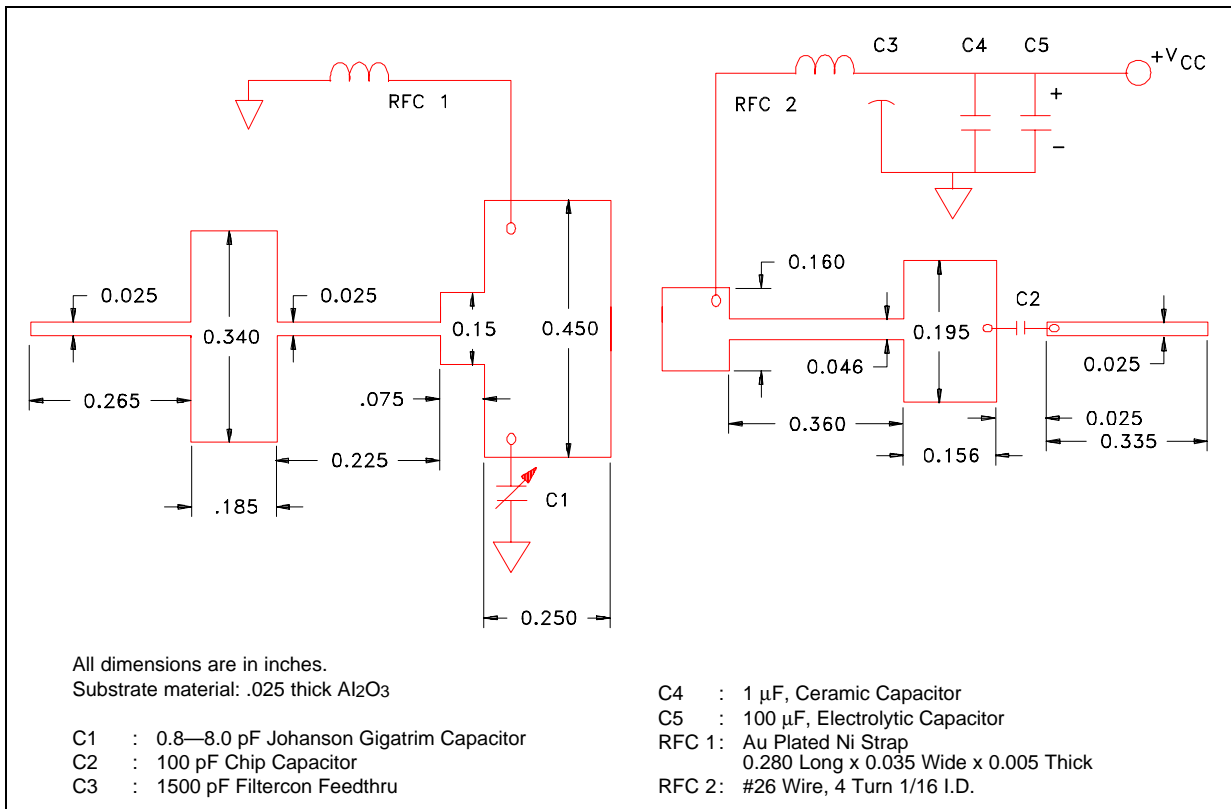 C3
C4
C5
+VCC
RFC 1
RFC 2
+
−
0.025
0.025
0.340
0.15
0.450
0.265
.075
0.225
.185
C1
0.250
0.160
0.195
C2
0.046
0.025
0.360
0.025
0.156
0.335
All dimensions are in inches.
Substrate material: .025 thick Al2O3
C1 : 0.8—8.0 pF Johanson Gigatrim Capacitor
C2 : 100 pF Chip Capacitor
C3 : 1500 pF Filtercon Feedthru
C4 : 1 µF, Ceramic Capacitor
C5 : 100 µF, Electrolytic Capacitor
RFC 1: Au Plated Ni Strap
0.280 Long x 0.035 Wide x 0.005 Thick
RFC 2: #26 Wire, 4 Turn 1/16 I.D.